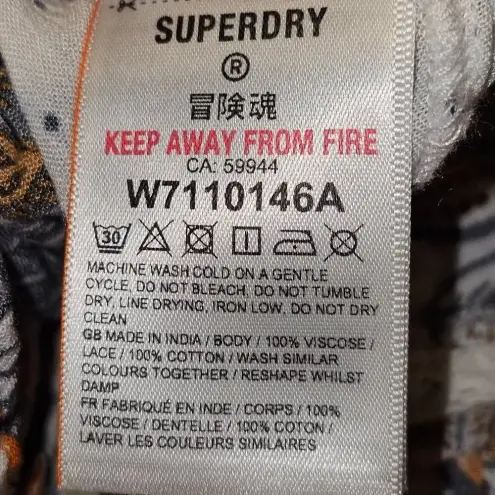 SUPERDRY
®
冒険魂
KEEP AWAY FROM FIRE
CA: 59944
W7110146A
30
MACHINE WASH COLD ON A GENTLE
CYCLE, DO NOT BLEACH, DO NOT TUMBLE
DRY, LINE DRYING, IRON LOW, DO NOT DRY
CLEAN
GB MADE IN INDIA / BODY / 100% VISCOSE /
LACE / 100% COTTON / WASH SIMILAR
COLOURS TOGETHER / RESHAPE WHILST
DAMP
FR FABRIQUÉ EN INDE / CORPS / 100%
VISCOSE / DENTELLE / 100% COTON /
LAVER LES COULEURS SIMILAIRES